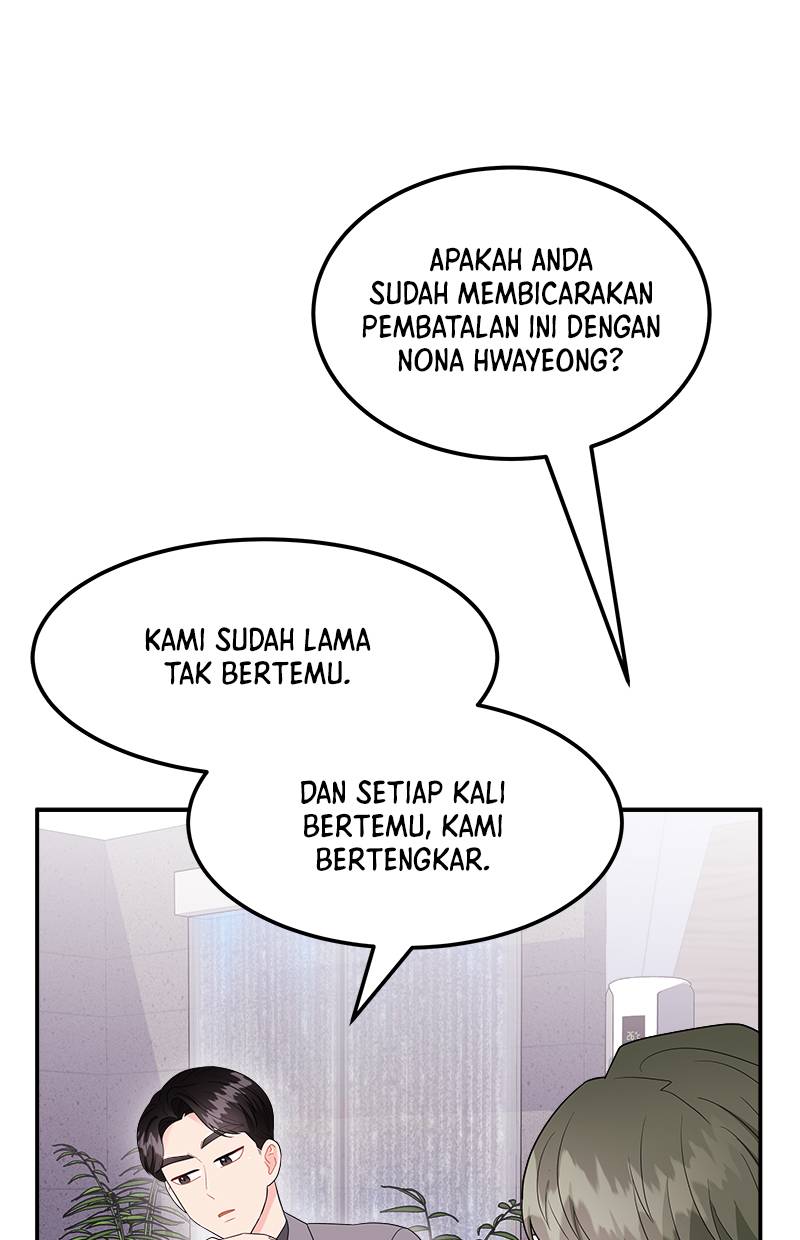 APAKAH ANDA
SUDAH MEMBICARAKAN
PEMBATALAN INI DENGAN
NONA HWAYEONG?
KAMI SUDAH LAMA
TAK BERTEMU.
DAN SETIAP KALI
BERTEMU, KAMI
BERTENGKAR.